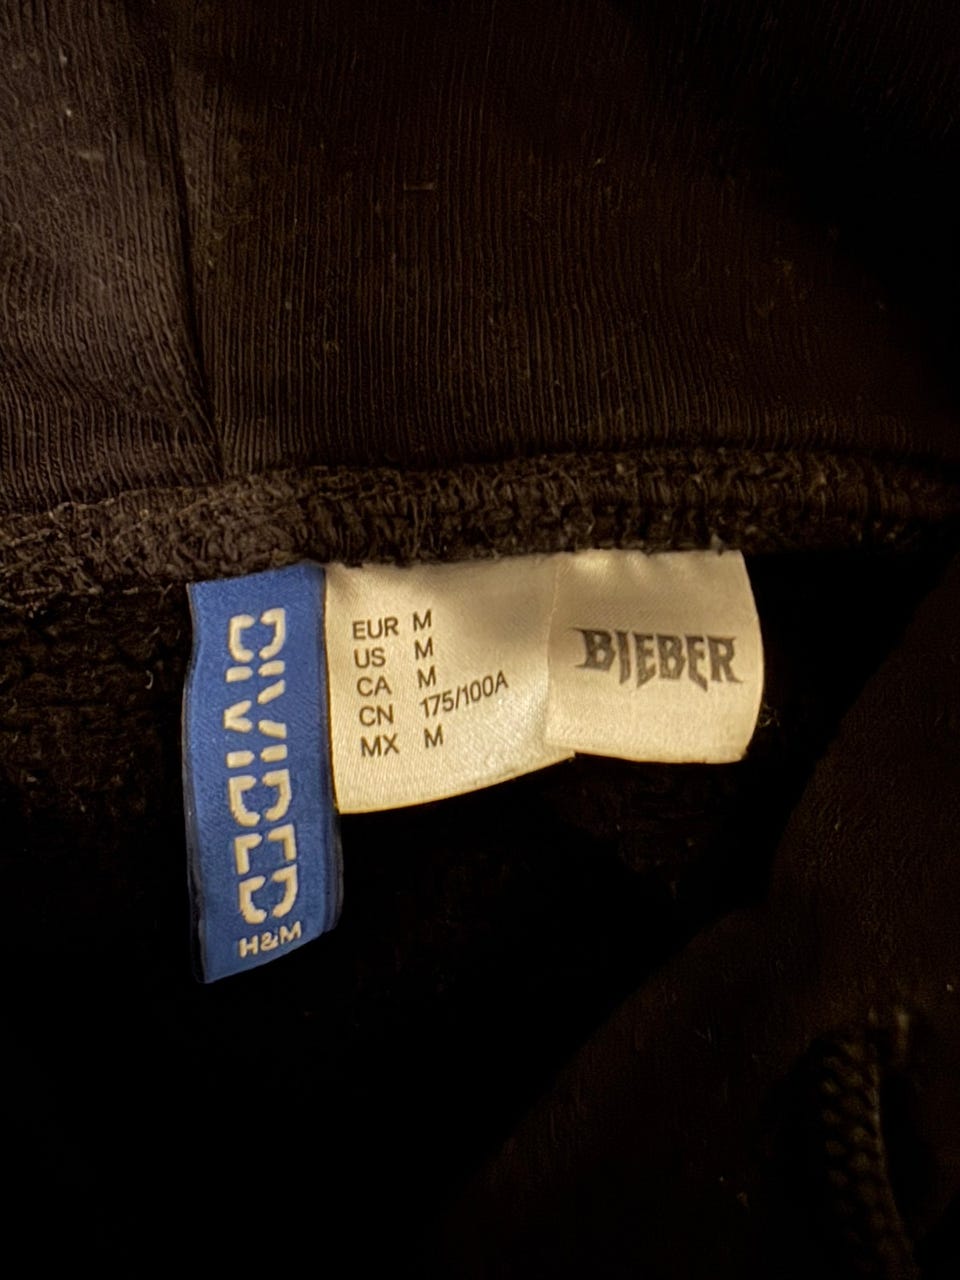 DIVIDED
H&M
EUR M
US M
CA M
CN 175/100A
MX M
BIEBER